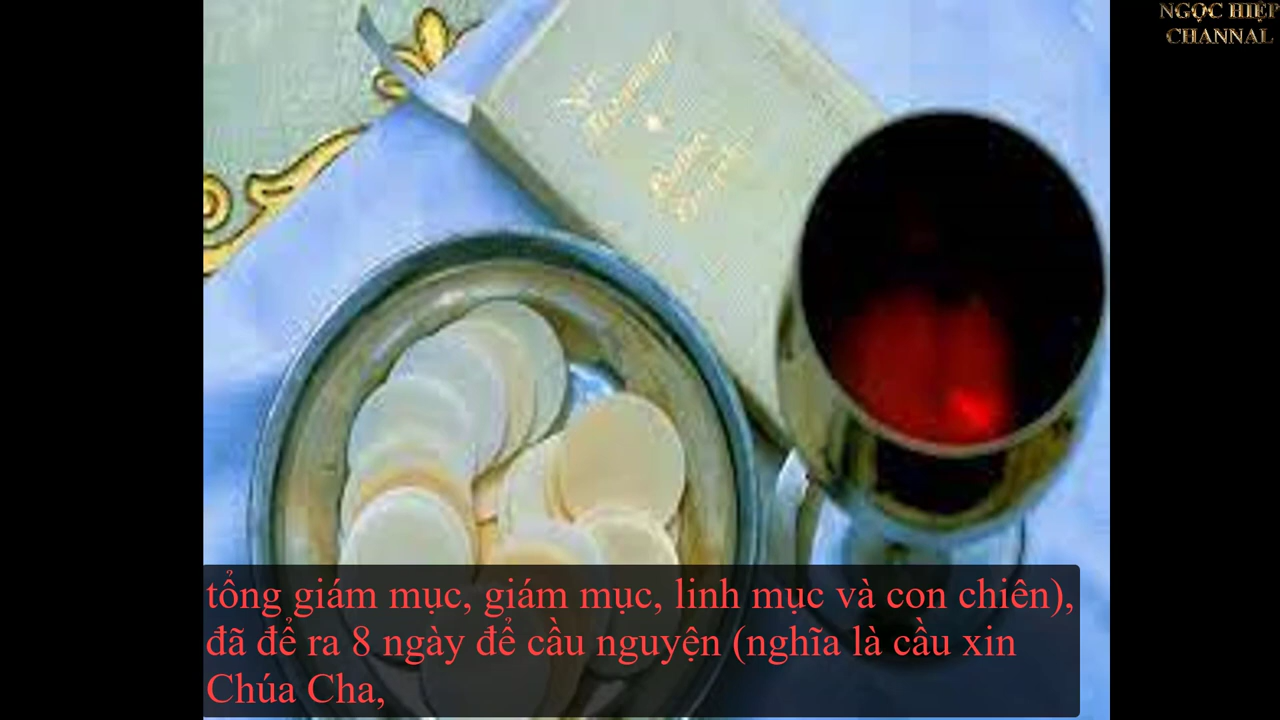 NGỌC HIỆP
CHANNAL
tổng giám mục, giám mục, linh mục và con chiên),
đã để ra 8 ngày để cầu nguyện (nghĩa là cầu xin
Chúa Cha,